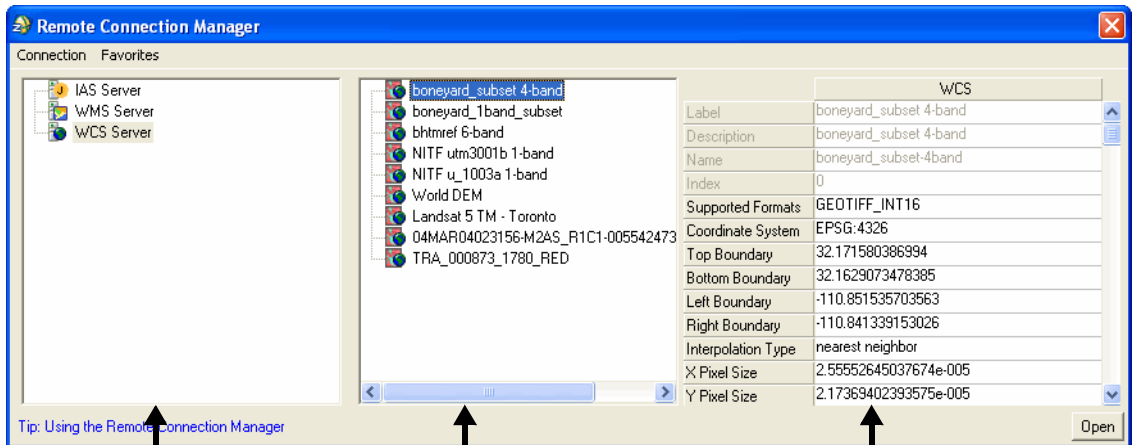 Remote Connection Manager
Connection Favorites
IAS Server
WMS Server
WCS Server
boneyard_subset 4-band
boneyard_1band_subset
bhtmref 6-band
NITF utm3001b 1-band
NITF u_1003a 1-band
World DEM
Landsat 5 TM - Toronto
04MAR04023156-M2AS_R1C1-005542473
TRA_000873_1780_RED
WCS
Label boneyard_subset 4-band
Description boneyard_subset 4-band
Name boneyard_subset-4band
Index 0
Supported Formats GEOTIFF_INT16
Coordinate System EPSG:4326
Top Boundary 32.171580386994
Bottom Boundary 32.1629073478385
Left Boundary -110.851535703563
Right Boundary -110.841339153026
Interpolation Type nearest neighbor
X Pixel Size 2.55552645037674e-005
Y Pixel Size 2.17369402393575e-005
Tip: Using the Remote Connection Manager
Open